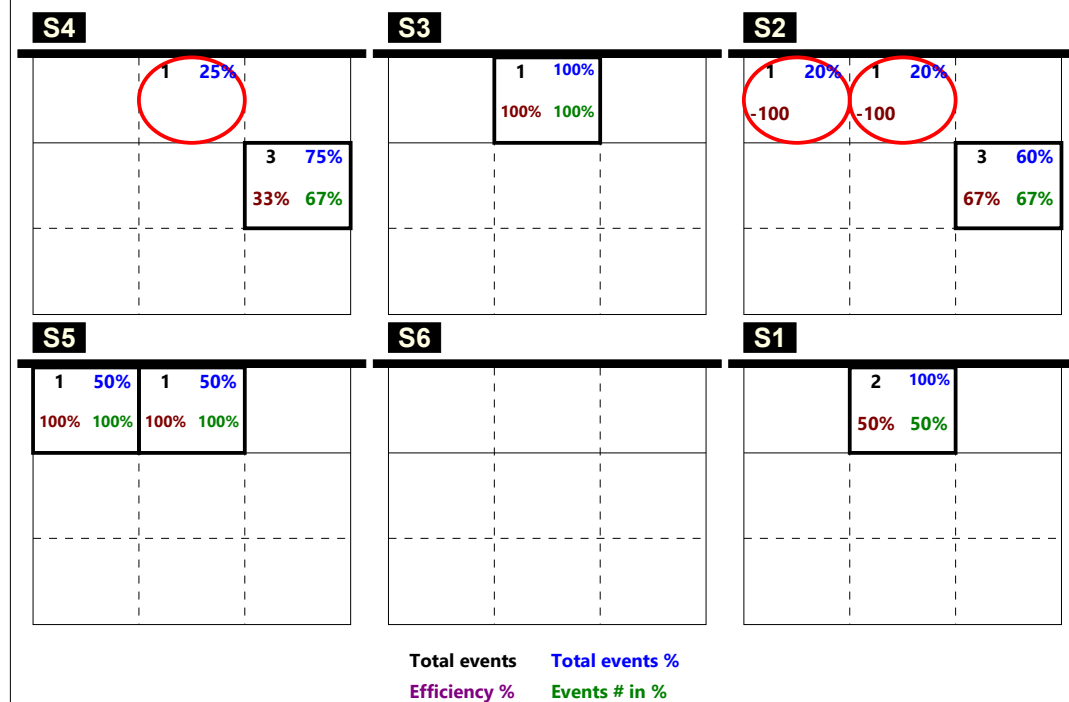 S4 S3 S2
1 25% 1 100% 1 20% 1 20%
100% 100% -100 -100
3 75% 3 60%
33% 67% 67% 67%
S5 S6 S1
1 50% 1 50% 2 100%
100% 100% 100% 100% 50% 50%
Total events Total events %
Efficiency % Events # in %